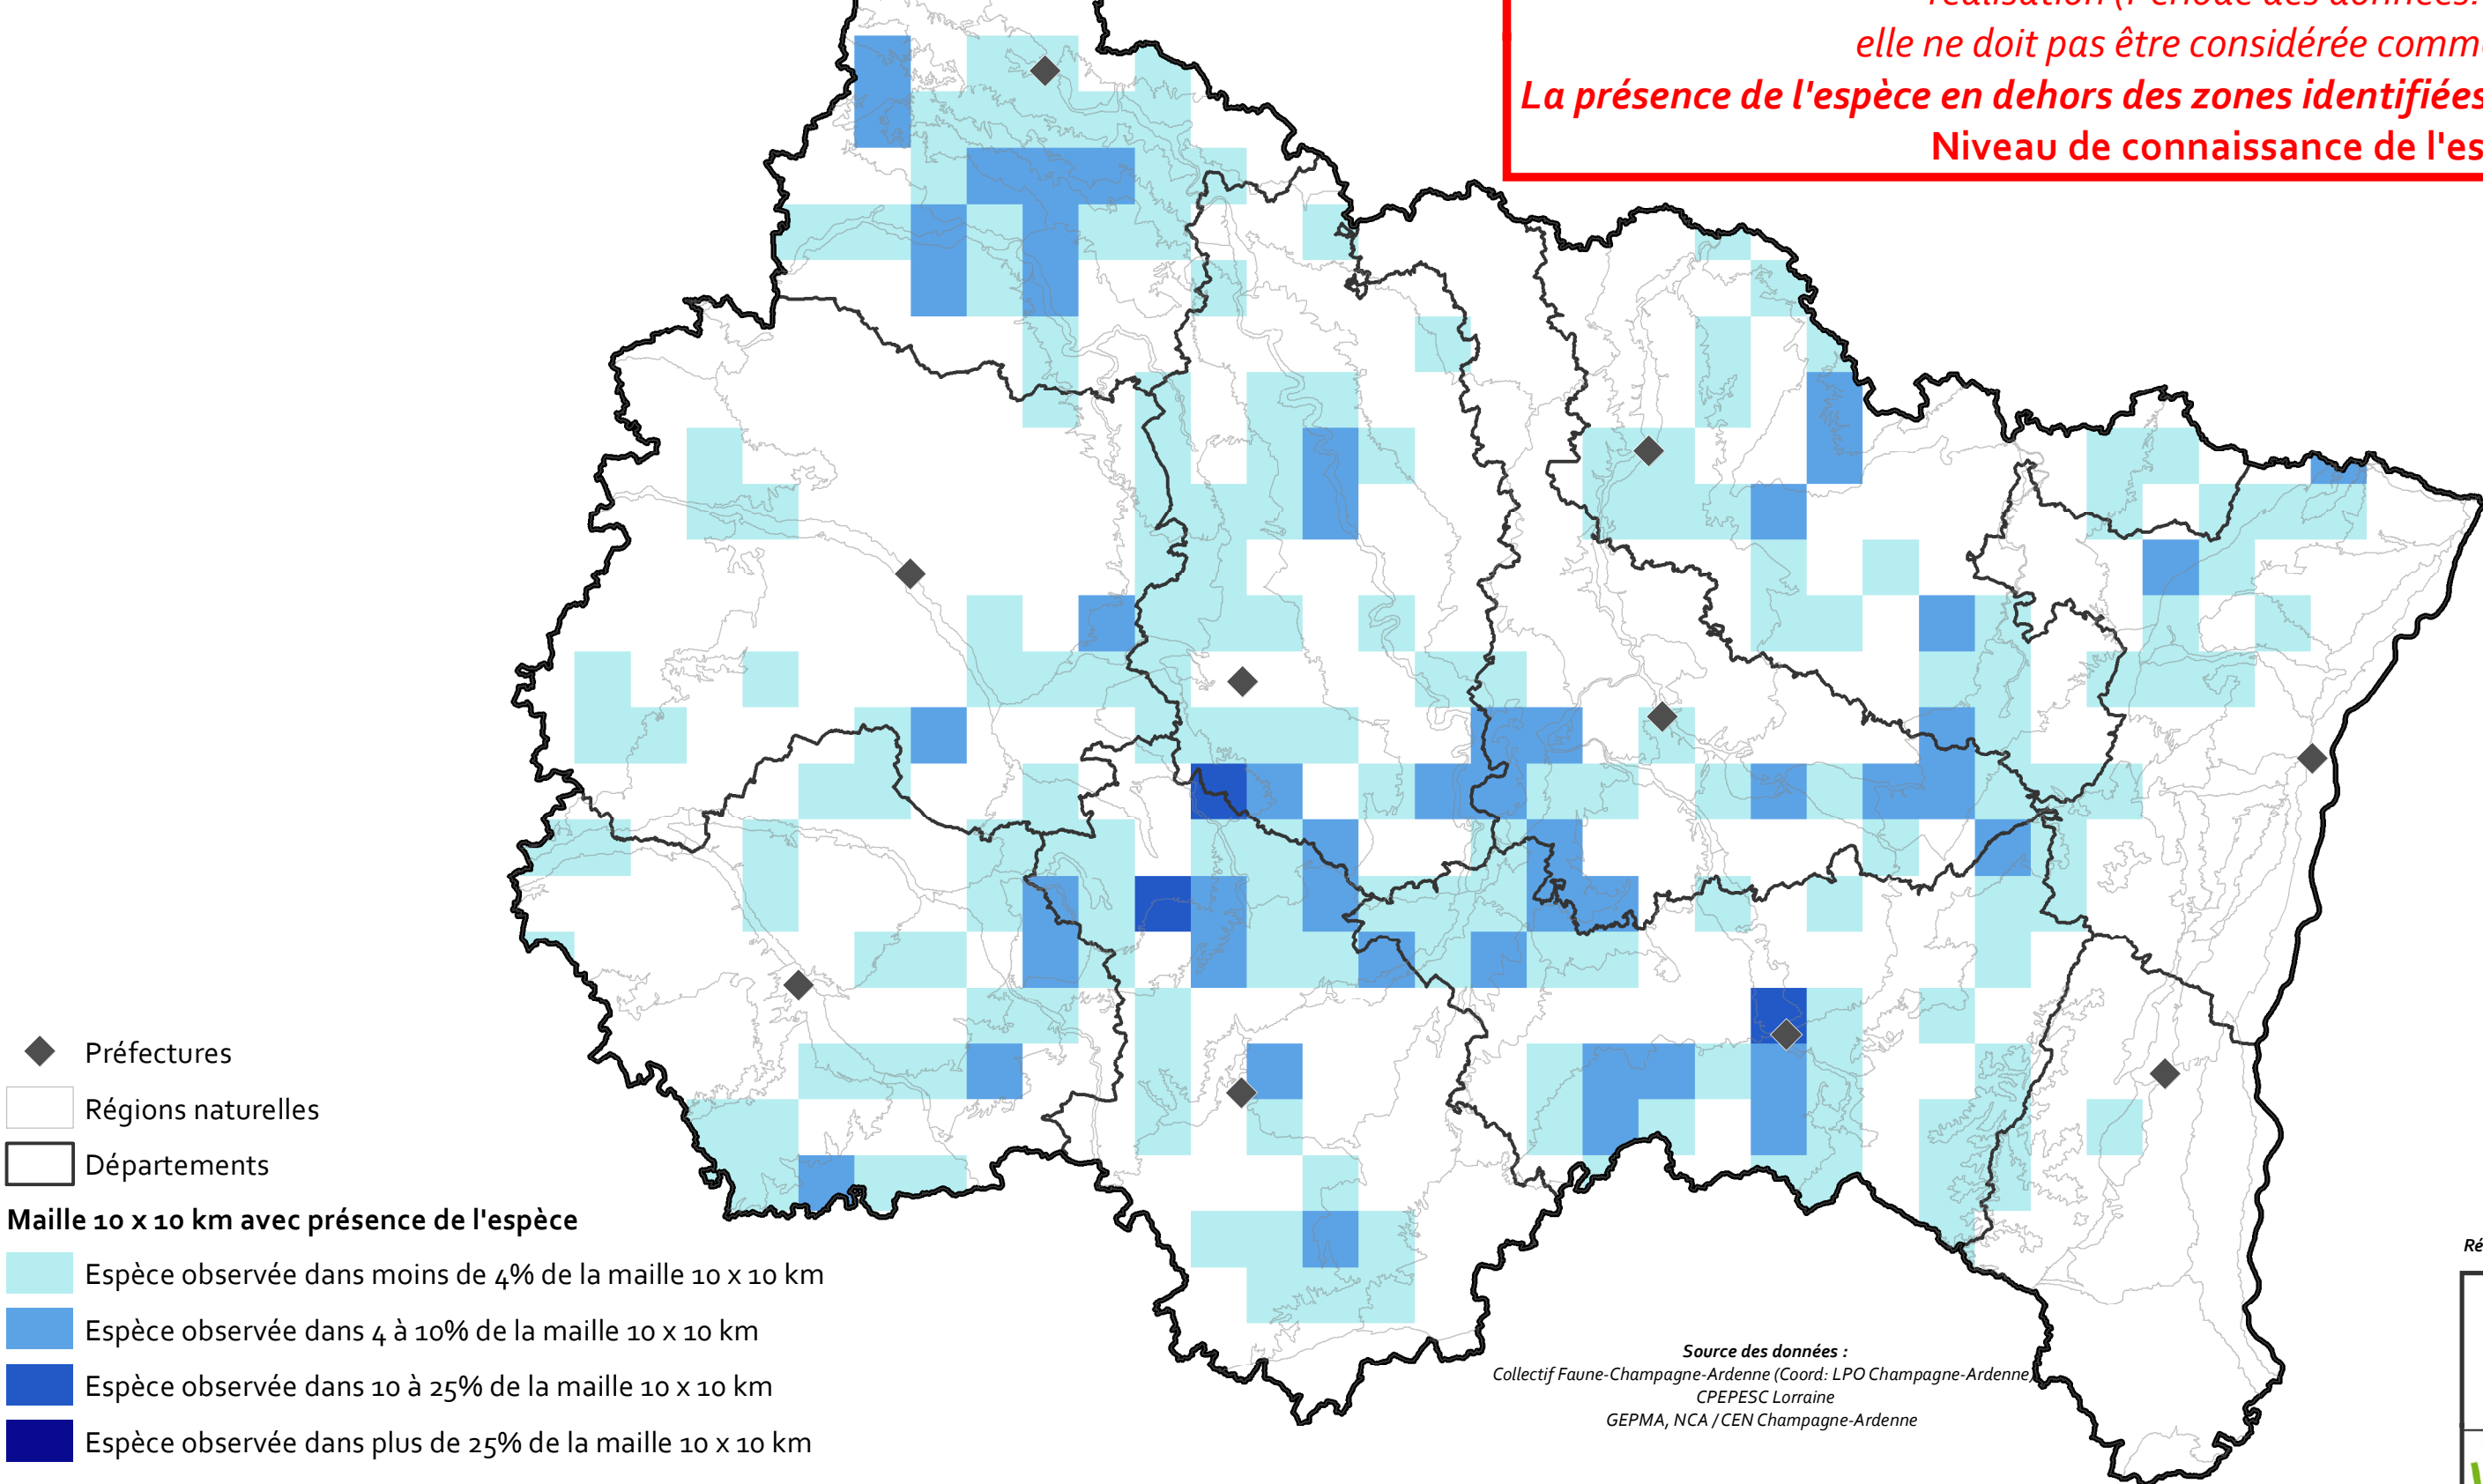 réalisation (Période des données:
elle ne doit pas être considérée comm
La présence de l'espèce en dehors des zones identifiées
Niveau de connaissance de l'es
Préfectures
Régions naturelles
Départements
Maille 10 x 10 km avec présence de l'espèce
Espèce observée dans moins de 4% de la maille 10 x 10 km
Espèce observée dans 4 à 10% de la maille 10 x 10 km
Espèce observée dans 10 à 25% de la maille 10 x 10 km
Espèce observée dans plus de 25% de la maille 10 x 10 km
Source des données :
Collectif Faune-Champagne-Ardenne (Coord: LPO Champagne-Ardenne)
CPEPESC Lorraine
GEPMA, NCA / CEN Champagne-Ardenne
Ré